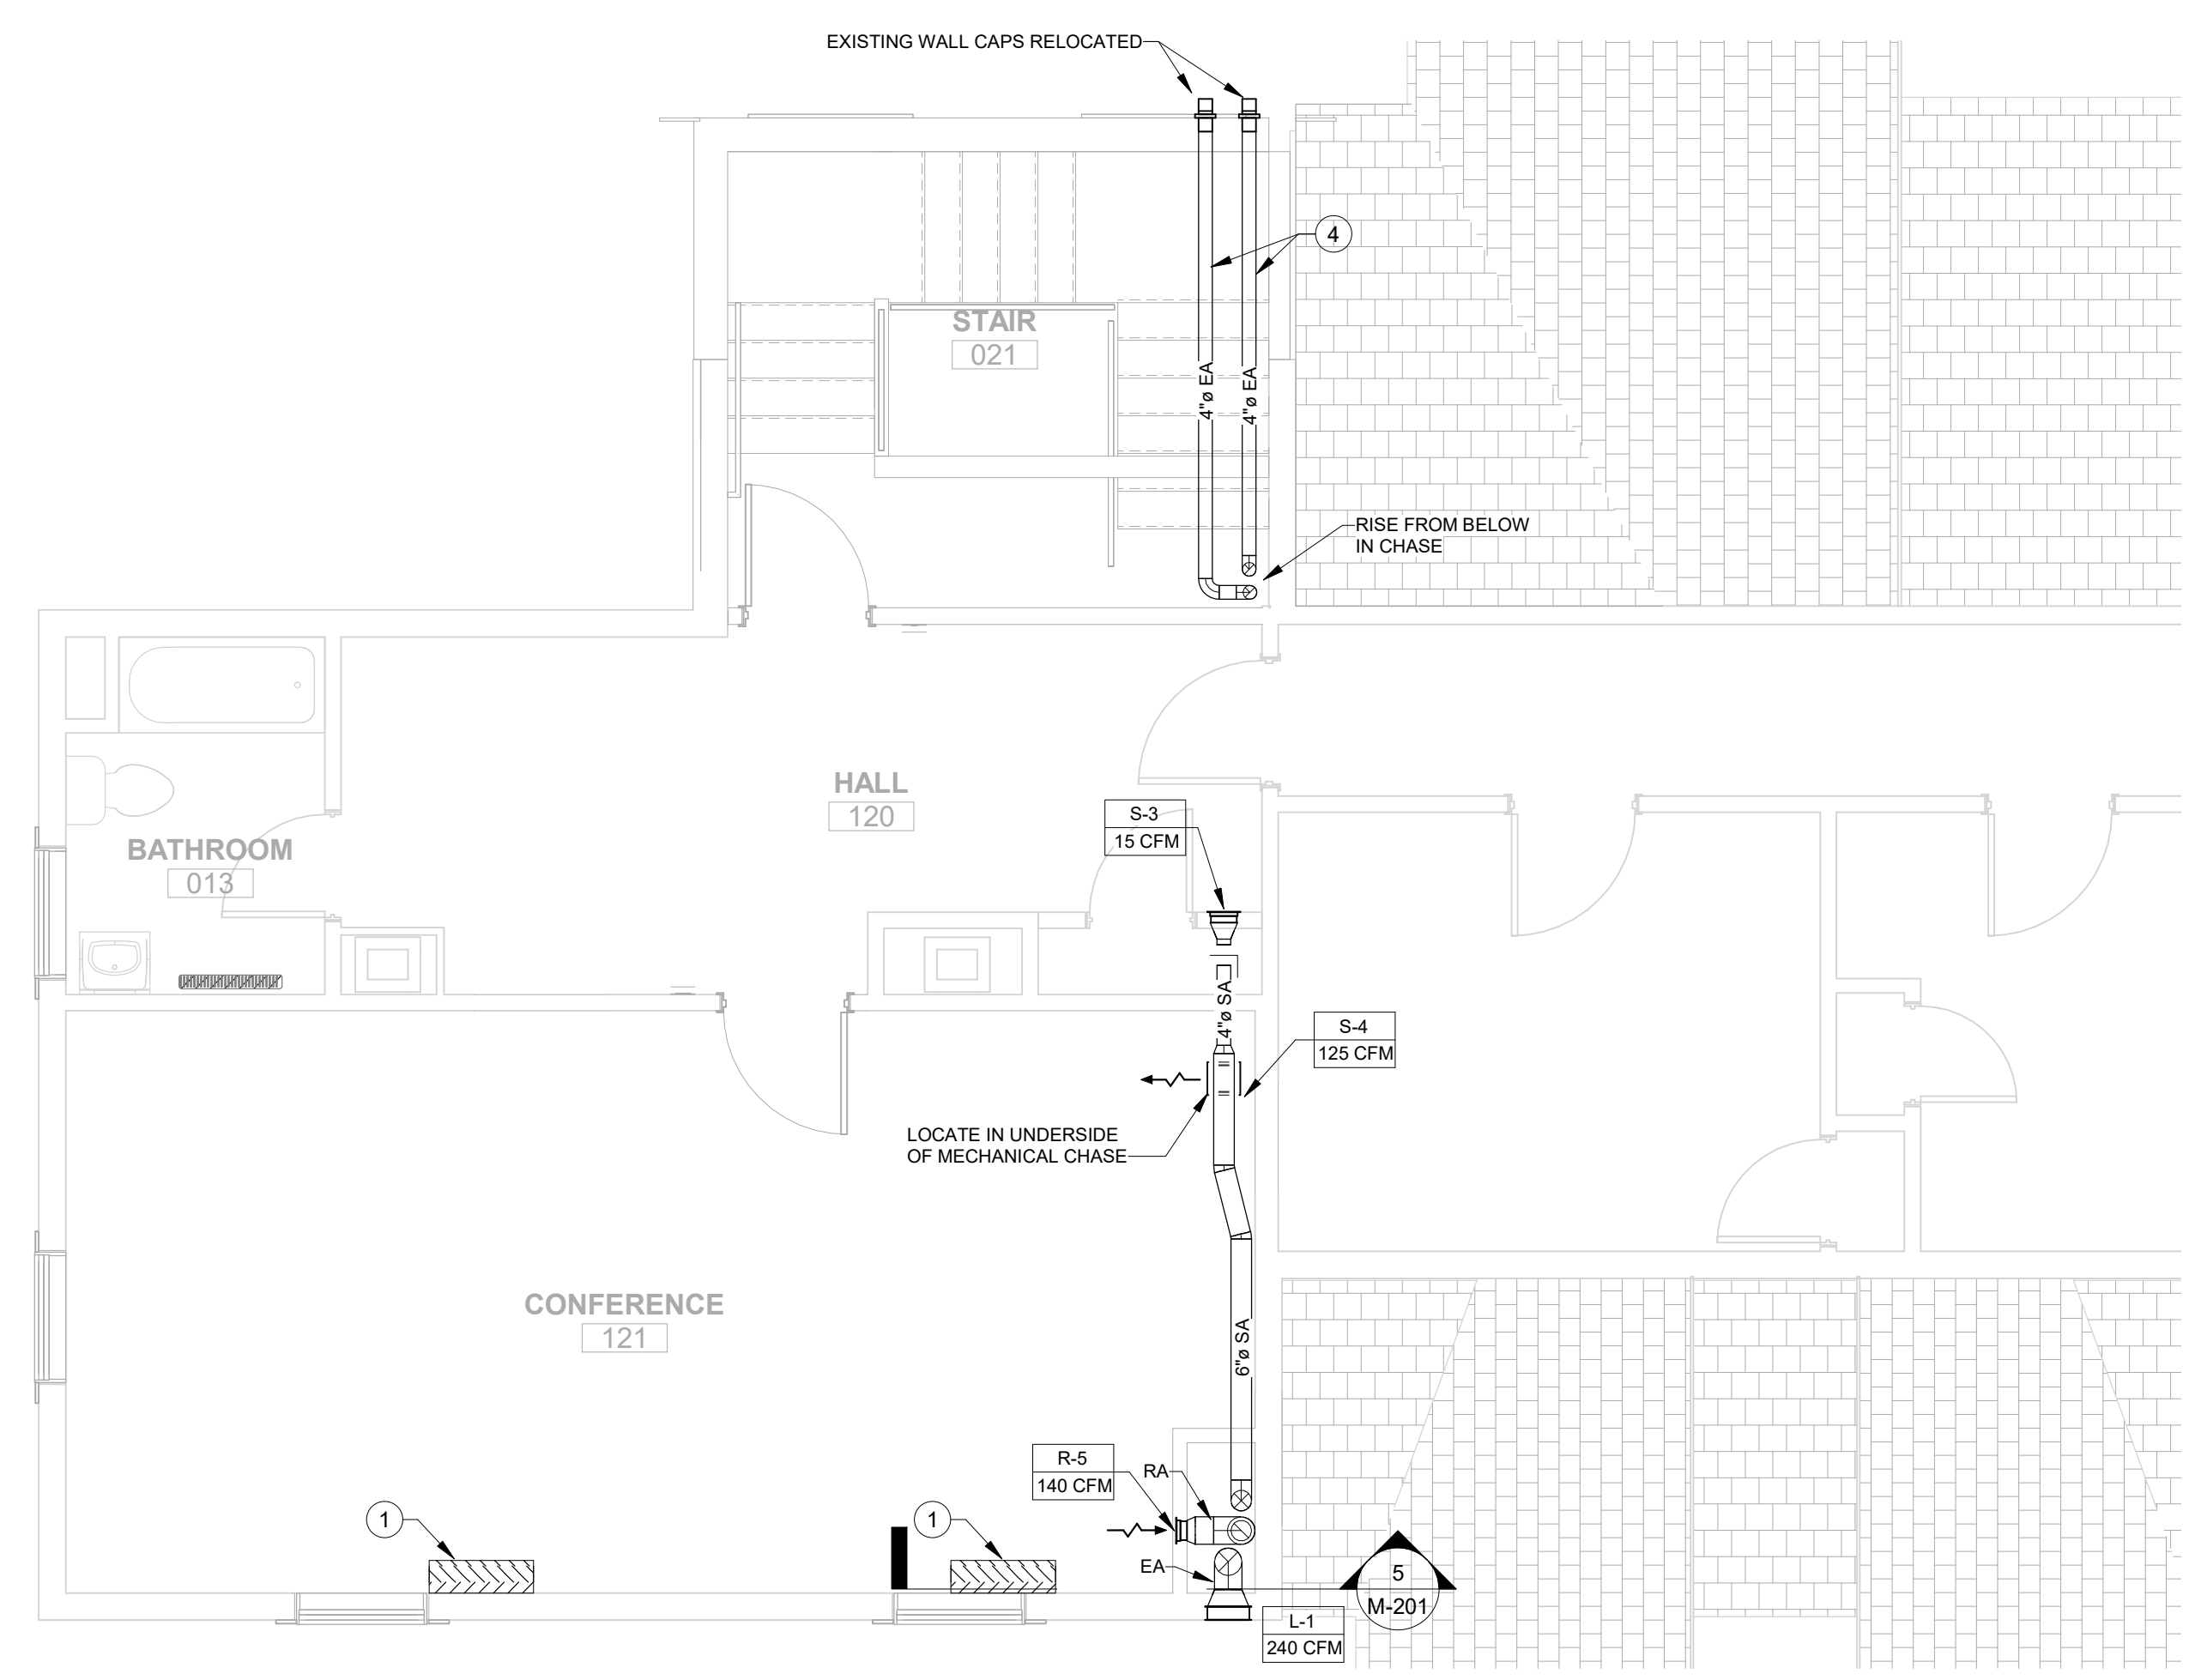 EXISTING WALL CAPS RELOCATED
4
STAIR
021
4"ø EA
4"ø EA
RISE FROM BELOW
IN CHASE
HALL
120
S-3
15 CFM
BATHROOM
013
4"ø SA
S-4
125 CFM
LOCATE IN UNDERSIDE
OF MECHANICAL CHASE
CONFERENCE
121
6"ø SA
R-5
140 CFM
RA
1
1
EA
5
M-201
L-1
240 CFM